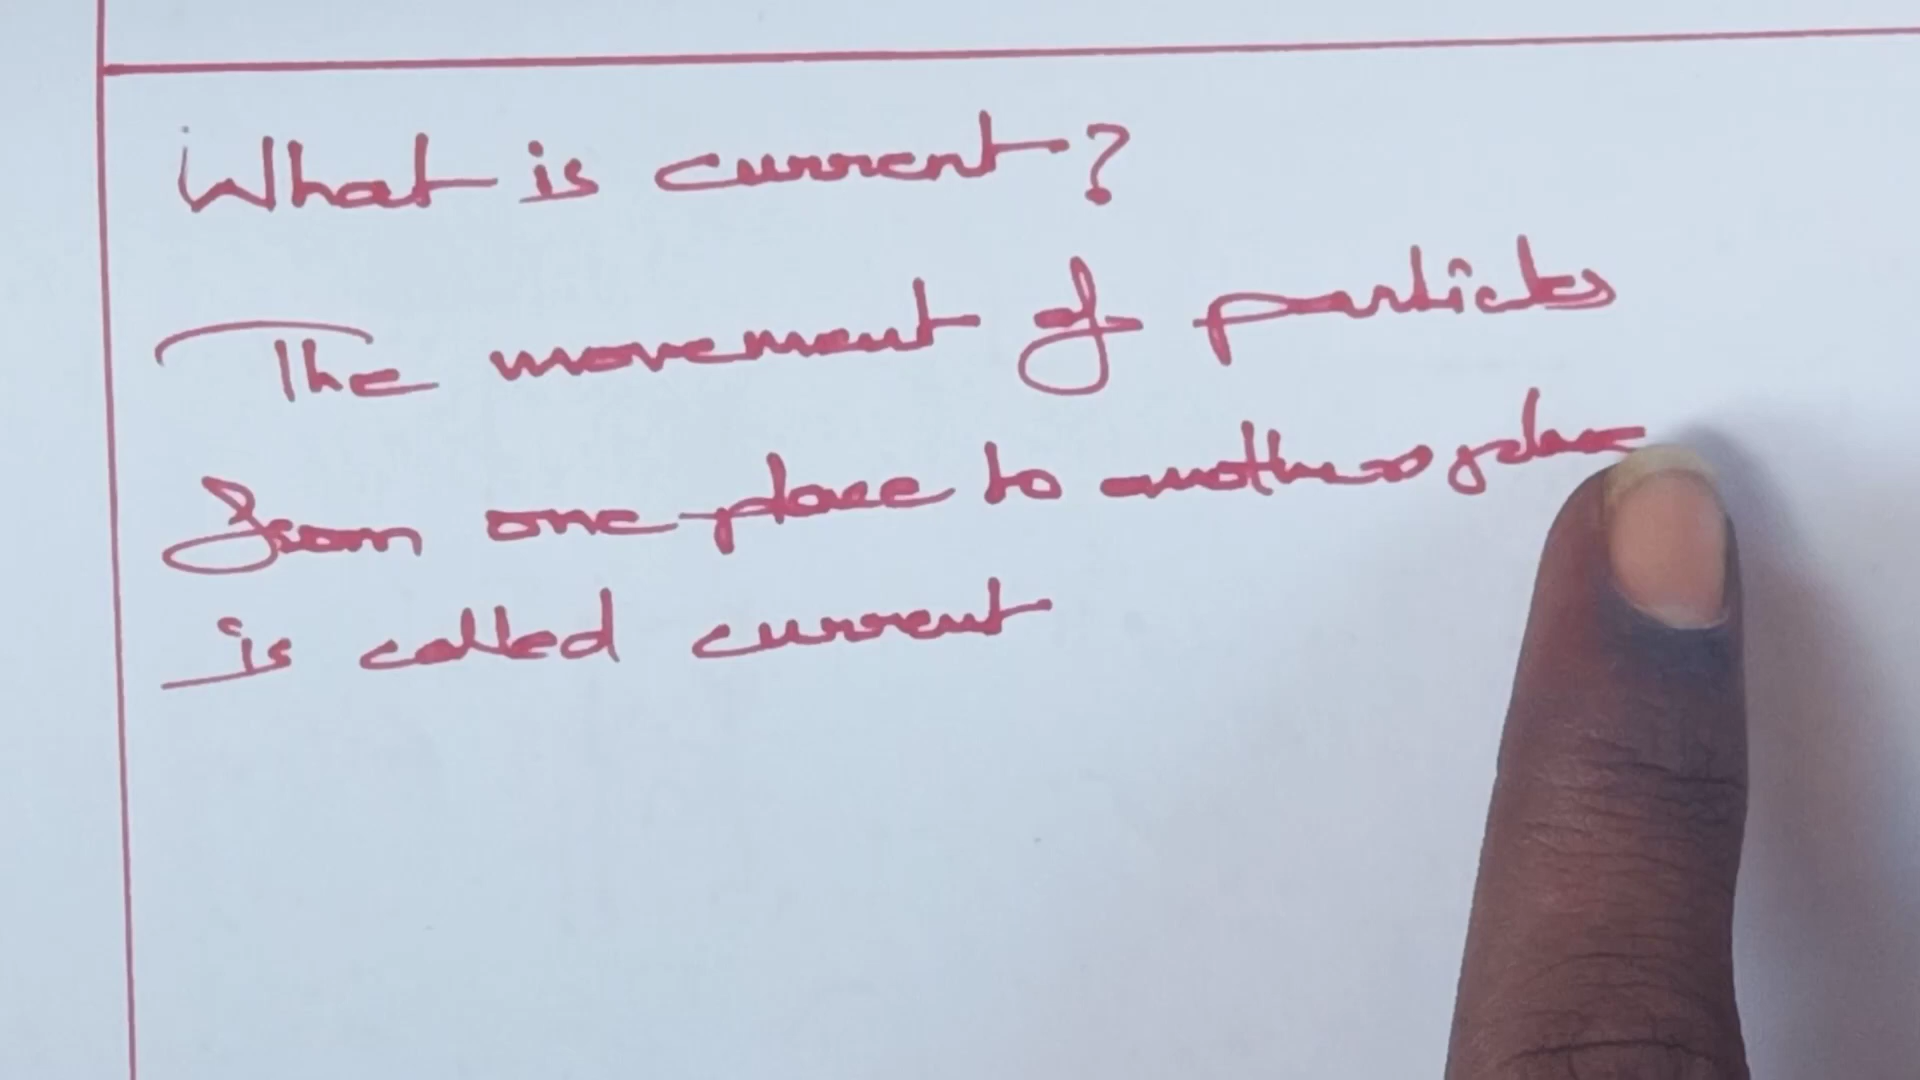 What is current?
The movement of particles
from one place to another place
is called current